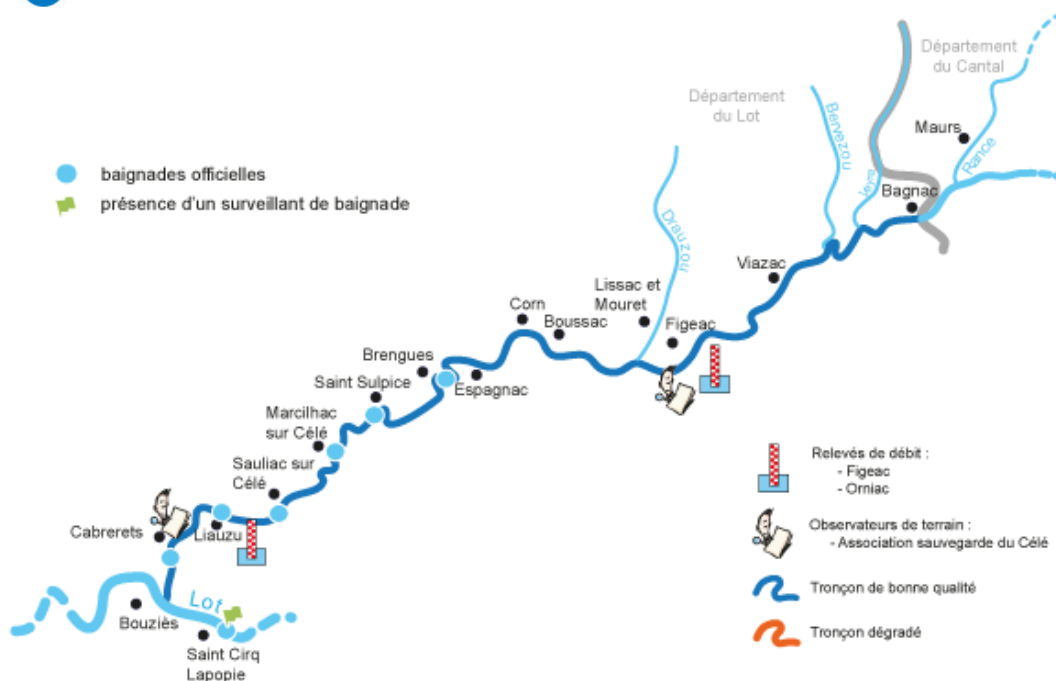 Département
du Cantal
Département
du Lot
Maurs
Bervezou
Rance
Bagnac
baignades officielles
présence d'un surveillant de baignade
Drauzou
Viazac
Lissac et
Mouret
Corn
Boussac
Figeac
Brengues
Saint Sulpice
Espagnac
Marcilhac
sur Célé
Sauliac sur
Célé
Cabrerets
Liauzu
Lot
Bouziès
Saint Cirq
Lapopie
Relevés de débit :
- Figeac
- Orniac
Observateurs de terrain :
- Association sauvegarde du Célé
Tronçon de bonne qualité
Tronçon dégradé